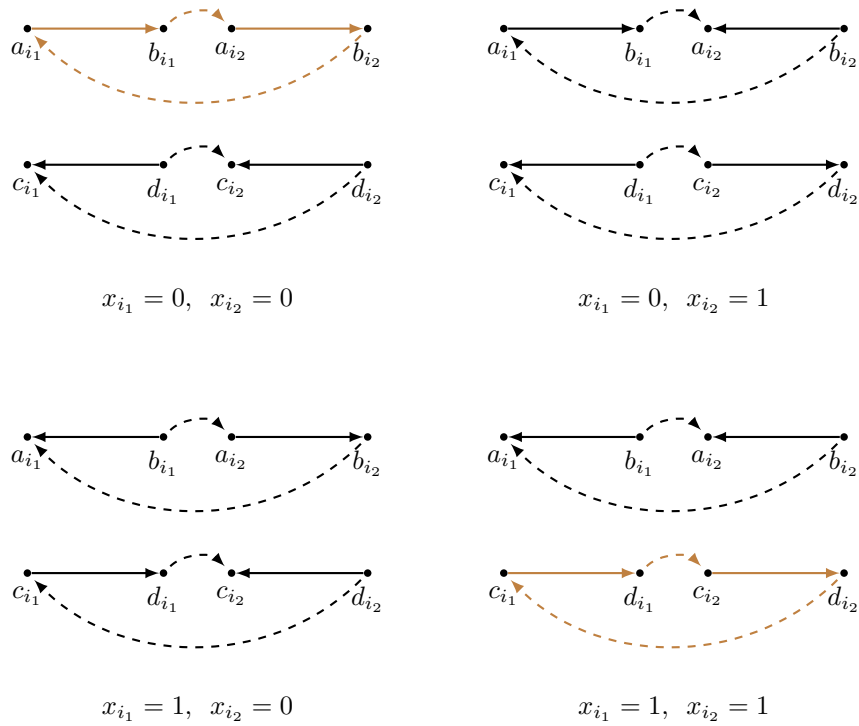 a_{i_1} b_{i_1} a_{i_2} b_{i_2} a_{i_1} b_{i_1} a_{i_2} b_{i_2}
c_{i_1} d_{i_1} c_{i_2} d_{i_2} c_{i_1} d_{i_1} c_{i_2} d_{i_2}
x_{i_1} = 0, x_{i_2} = 0 x_{i_1} = 0, x_{i_2} = 1
a_{i_1} b_{i_1} a_{i_2} b_{i_2} a_{i_1} b_{i_1} a_{i_2} b_{i_2}
c_{i_1} d_{i_1} c_{i_2} d_{i_2} c_{i_1} d_{i_1} c_{i_2} d_{i_2}
x_{i_1} = 1, x_{i_2} = 0 x_{i_1} = 1, x_{i_2} = 1